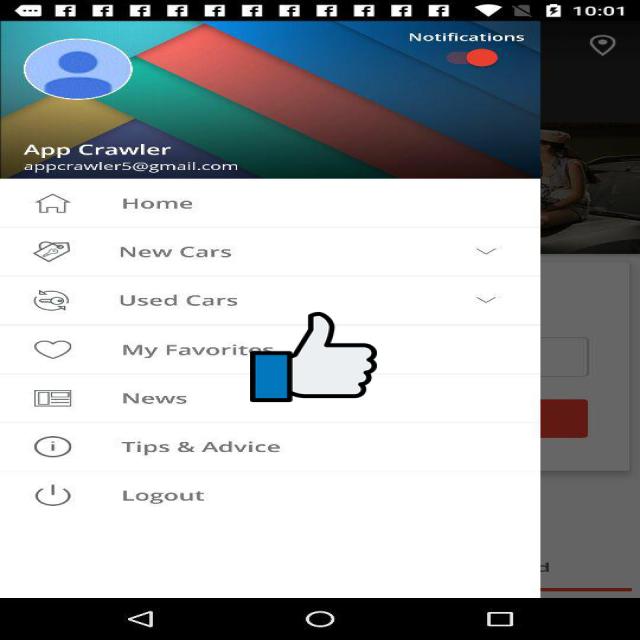 10:01
Notifications
App Crawler
appcrawler5@gmail.com
Home
New Cars
Used Cars
My Favorites
News
Tips & Advice
Logout